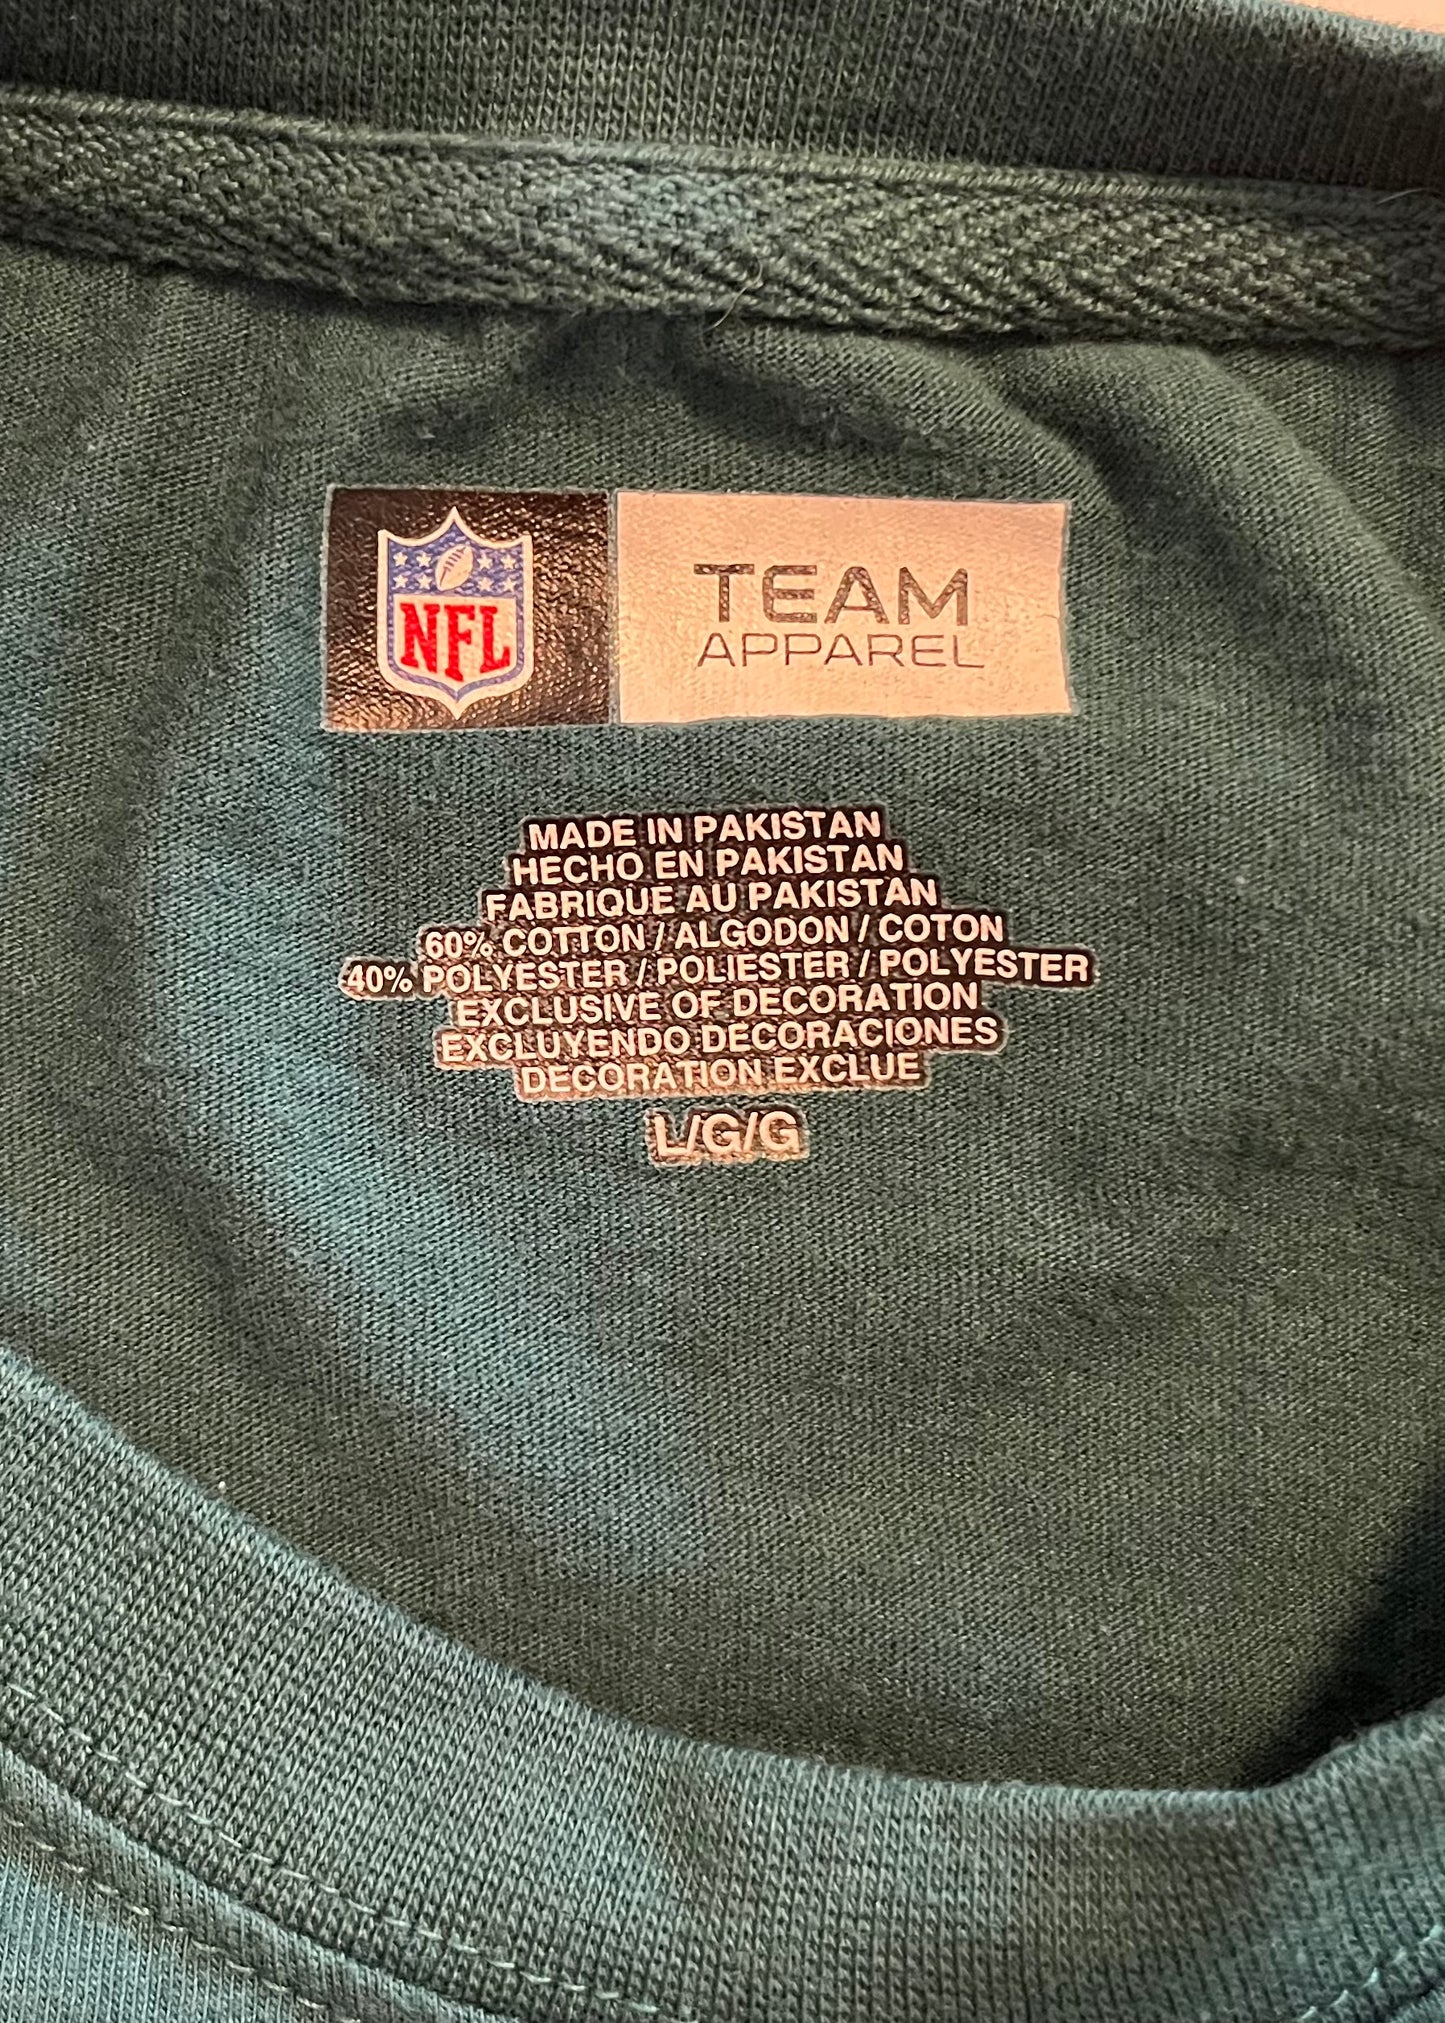 NFL
TEAM
APPAREL
MADE IN PAKISTAN
HECHO EN PAKISTAN
FABRIQUE AU PAKISTAN
60% COTTON / ALGODON / COTON
40% POLYESTER / POLIESTER / POLYESTER
EXCLUSIVE OF DECORATION
EXCLUYENDO DECORACIONES
DECORATION EXCLUE
L/G/G